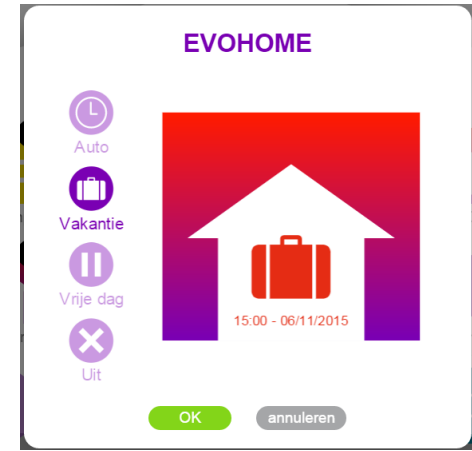 EVOHOME
Auto
Vakantie
Vrije dag
Uit
15:00 - 06/11/2015
OK
annuleren